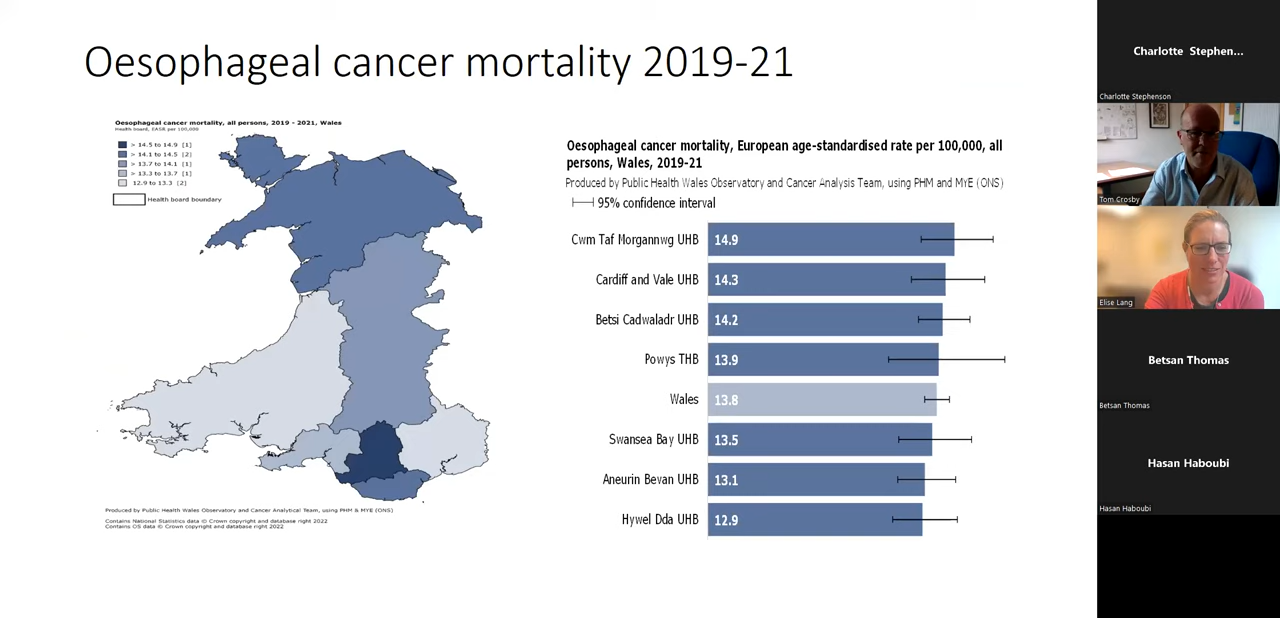 Oesophageal cancer mortality 2019-21
Oesophageal cancer mortality, all persons, 2019 - 2021, Wales
Health board, EASR per 100,000
> 14.5 to 14.9 [1]
> 14.1 to 14.5 [2]
> 13.7 to 14.1 [1]
> 13.3 to 13.7 [1]
12.9 to 13.3 [2]
Health board boundary
Produced by Public Health Wales Observatory and Cancer Analytical Team, using PHM & MYE (ONS)
Contains National Statistics data © Crown copyright and database right 2022
Contains OS data © Crown copyright and database right 2022
Oesophageal cancer mortality, European age-standardised rate per 100,000, all
persons, Wales, 2019-21
Produced by Public Health Wales Observatory and Cancer Analysis Team, using PHM and MYE (ONS)
95% confidence interval
Cwm Taf Morgannwg UHB 14.9
Cardiff and Vale UHB 14.3
Betsi Cadwaladr UHB 14.2
Powys THB 13.9
Wales 13.8
Swansea Bay UHB 13.5
Aneurin Bevan UHB 13.1
Hywel Dda UHB 12.9
Charlotte Stephen...
Charlotte Stephenson
Tom Crosby
Elise Lang
Betsan Thomas
Betsan Thomas
Hasan Haboubi
Hasan Haboubi